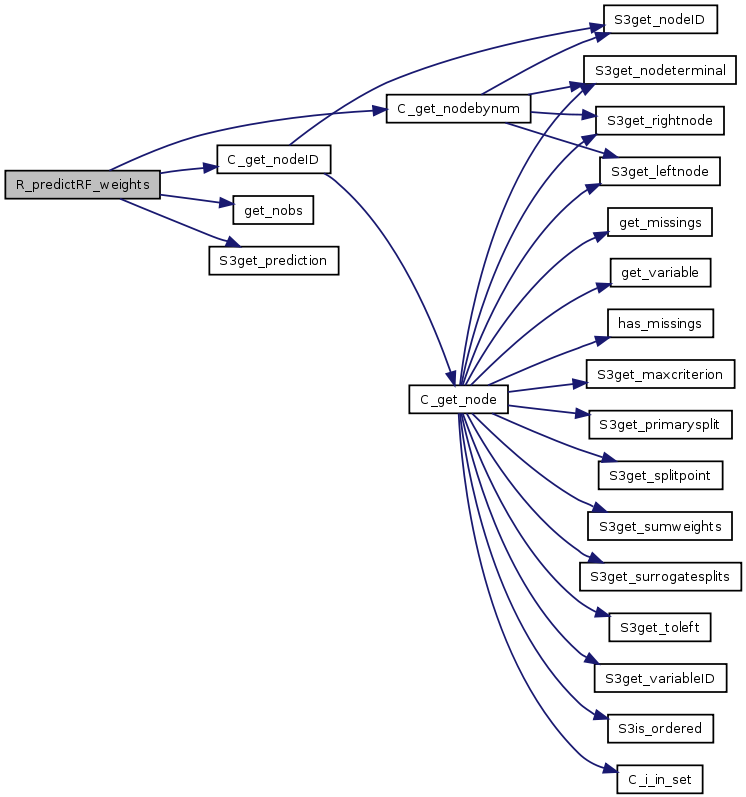 S3get_nodeID
S3get_nodeterminal
C_get_nodebynum
S3get_rightnode
C_get_nodeID
S3get_leftnode
R_predictRF_weights
get_nobs
get_missings
S3get_prediction
get_variable
has_missings
S3get_maxcriterion
C_get_node
S3get_primarysplit
S3get_splitpoint
S3get_sumweights
S3get_surrogatesplits
S3get_toleft
S3get_variableID
S3is_ordered
C_i_in_set